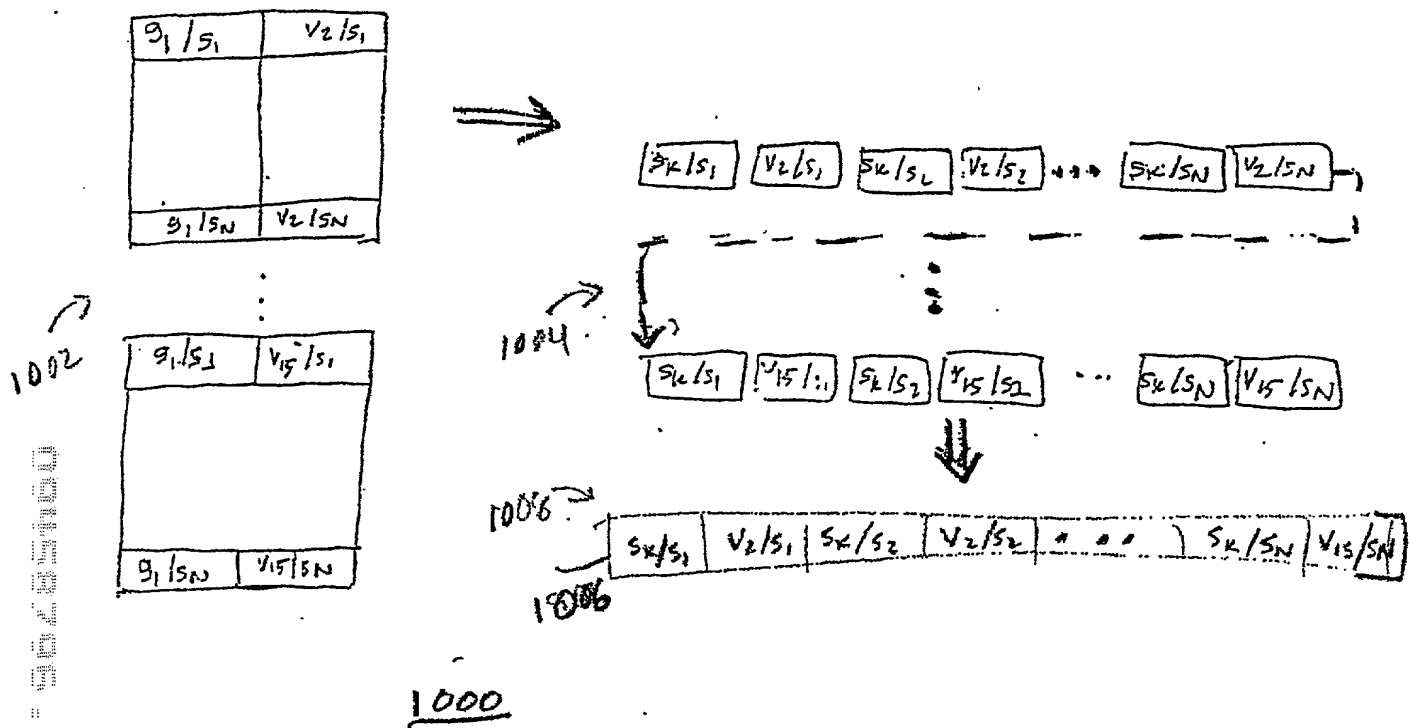 g₁/s₁ v₂/s₁
g₁/sN v₂/sN
1002
g₁/s₁ v₁₅/s₁
g₁/sN v₁₅/sN
sK/s₁ v₂/s₁ sK/s₂ v₂/s₂ ... sK/sN v₂/sN
1004
sK/s₁ v₁₅/s₁ sK/s₂ v₁₅/s₂ ... sK/sN v₁₅/sN
1006
sK/s₁ v₂/s₁ sK/s₂ v₂/s₂ ... sK/sN v₁₅/sN
1006
1000